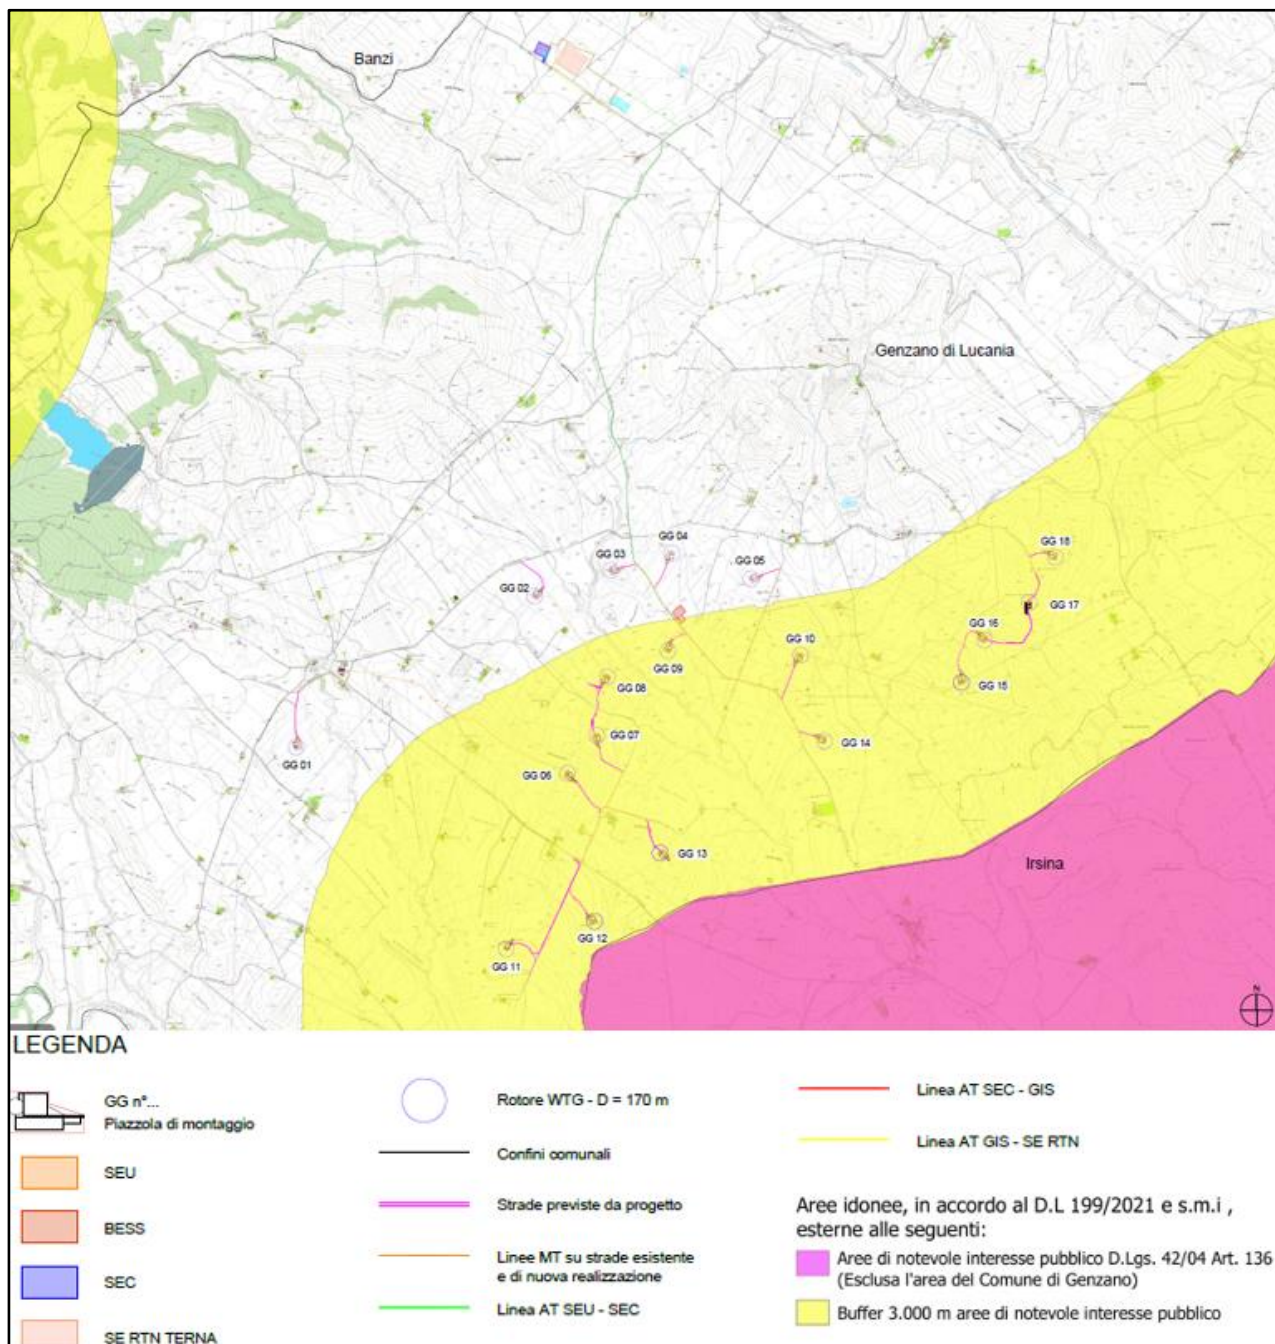 Banzi
Genzano di Lucania
GG 04
GG 03
GG 05
GG 18
GG 02
GG 17
GG 16
GG 10
GG 09
GG 08
GG 15
GG 07
GG 14
GG 01
GG 06
GG 13
Irsina
GG 12
GG 11
N
LEGENDA
GG n°...
Piazzola di montaggio
SEU
BESS
SEC
SE RTN TERNA
Rotore WTG - D = 170 m
Confini comunali
Strade previste da progetto
Linee MT su strade esistente
e di nuova realizzazione
Linea AT SEU - SEC
Linea AT SEC - GIS
Linea AT GIS - SE RTN
Aree idonee, in accordo al D.L 199/2021 e s.m.i ,
esterne alle seguenti:
Aree di notevole interesse pubblico D.Lgs. 42/04 Art. 136
(Esclusa l'area del Comune di Genzano)
Buffer 3.000 m aree di notevole interesse pubblico